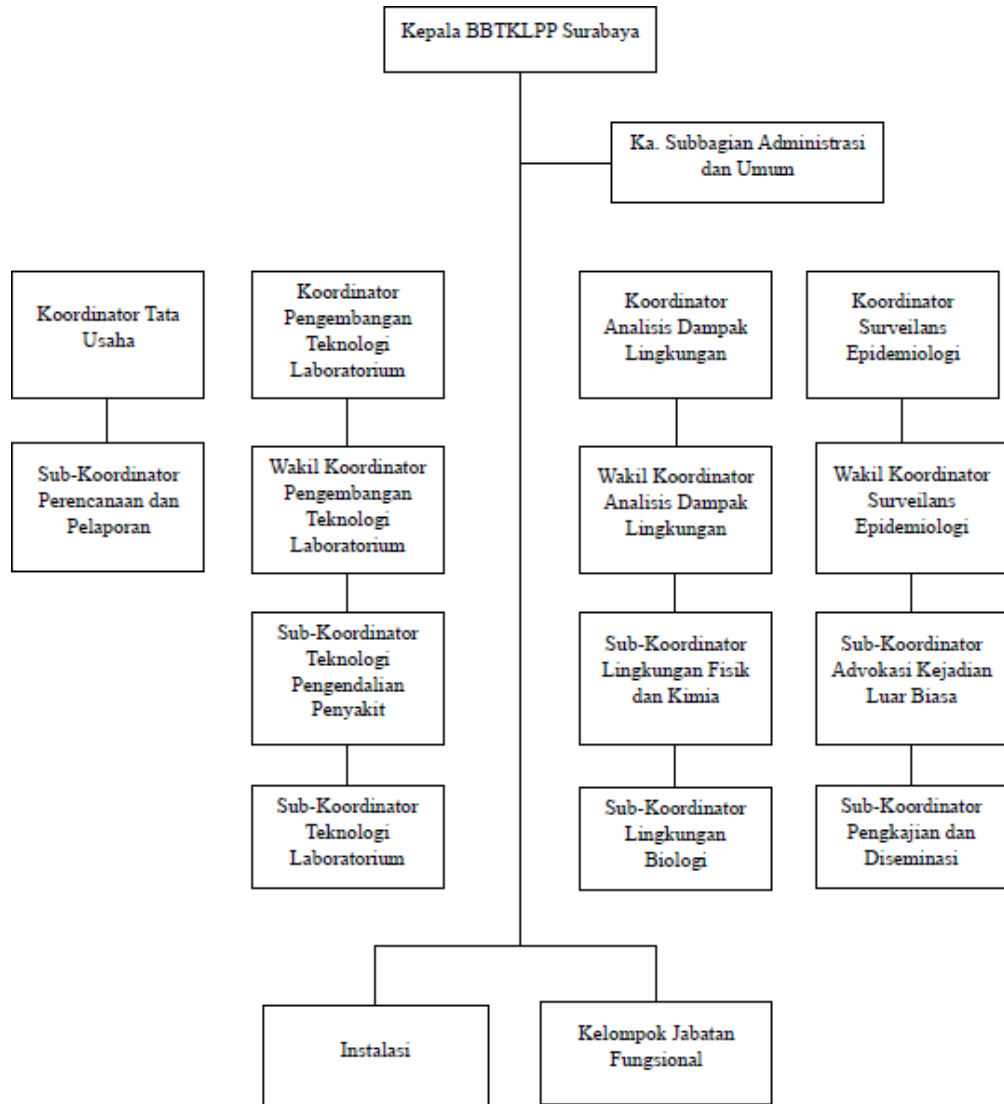 Kepala BBTKLPP Surabaya
Ka. Subbagian Administrasi
dan Umum
Koordinator Tata
Usaha
Koordinator
Pengembangan
Teknologi
Laboratorium
Koordinator
Analisis Dampak
Lingkungan
Koordinator
Surveilans
Epidemiologi
Sub-Koordinator
Perencanaan dan
Pelaporan
Wakil Koordinator
Pengembangan
Teknologi
Laboratorium
Wakil Koordinator
Analisis Dampak
Lingkungan
Wakil Koordinator
Surveilans
Epidemiologi
Sub-Koordinator
Teknologi
Pengendalian
Penyakit
Sub-Koordinator
Lingkungan Fisik
dan Kimia
Sub-Koordinator
Advokasi Kejadian
Luar Biasa
Sub-Koordinator
Teknologi
Laboratorium
Sub-Koordinator
Lingkungan
Biologi
Sub-Koordinator
Pengkajian dan
Diseminasi
Instalasi
Kelompok Jabatan
Fungsional